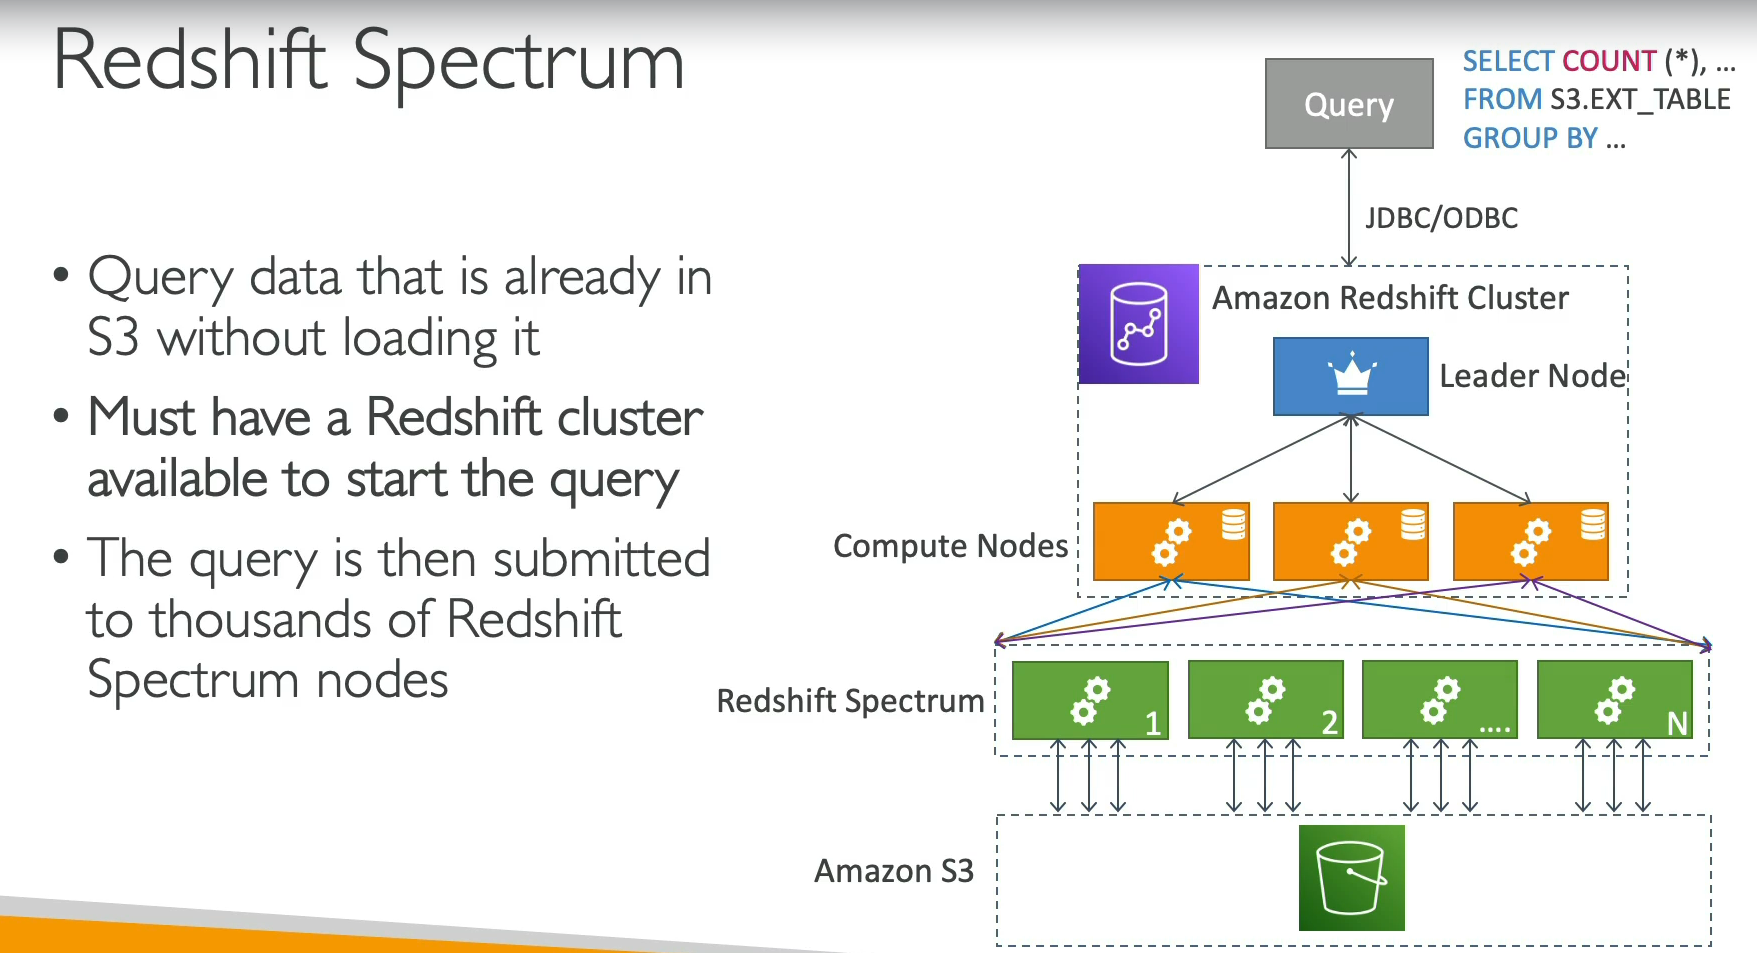 Redshift Spectrum
• Query data that is already in
S3 without loading it
• Must have a Redshift cluster
available to start the query
• The query is then submitted
to thousands of Redshift
Spectrum nodes
Query
SELECT COUNT (*), ...
FROM S3.EXT_TABLE
GROUP BY ...
JDBC/ODBC
Amazon Redshift Cluster
Leader Node
Compute Nodes
Redshift Spectrum
1
2
....
N
Amazon S3